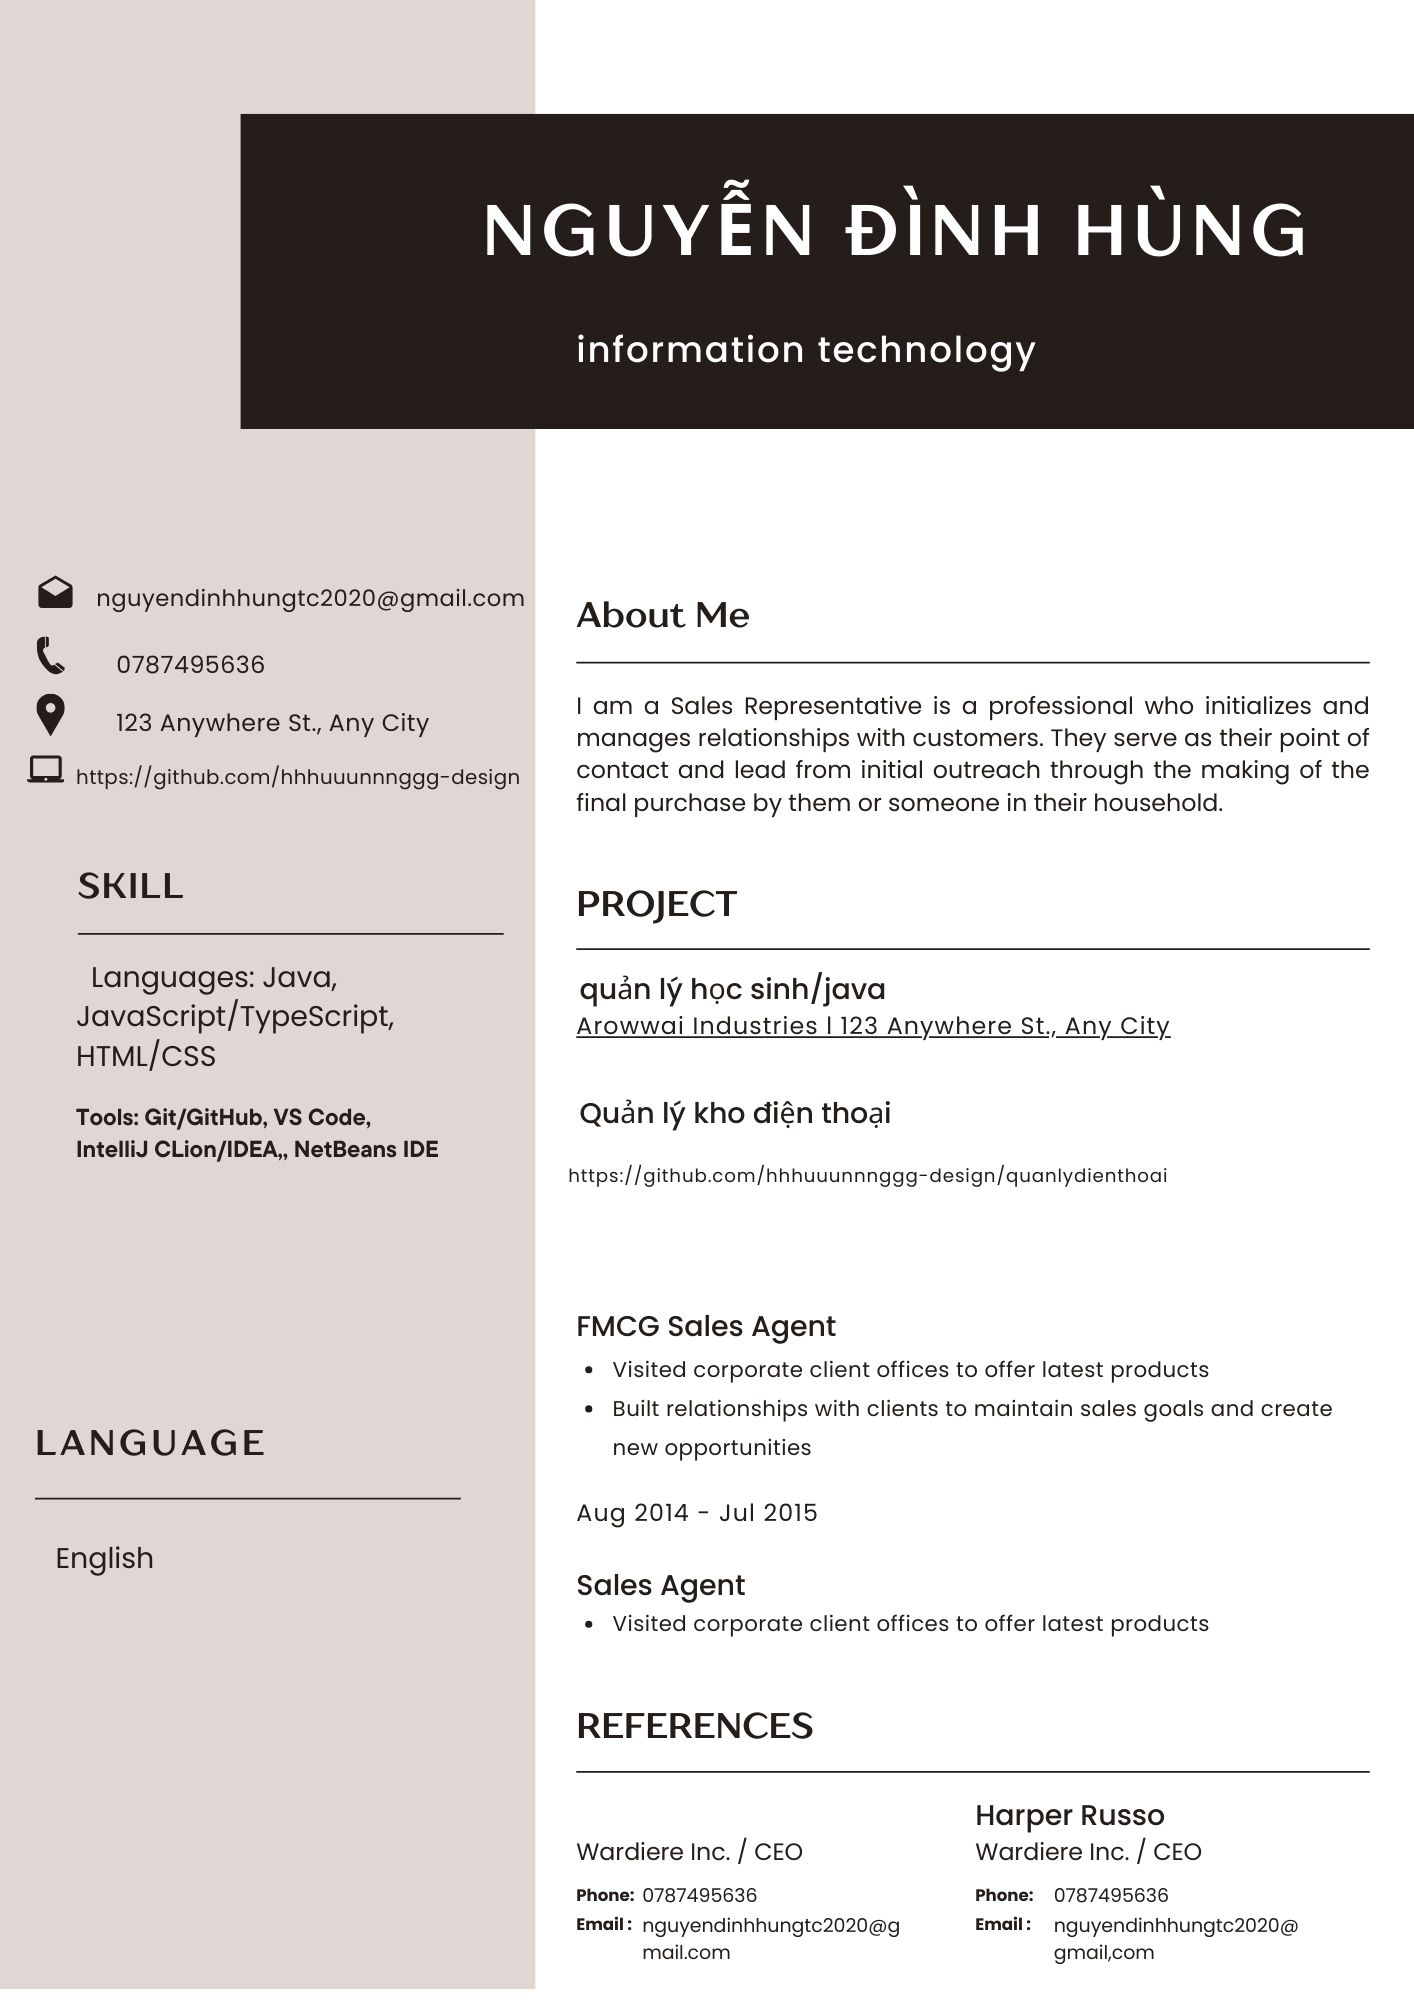 NGUYỄN ĐÌNH HÙNG
information technology
nguyendinhhungtc2020@gmail.com
0787495636
123 Anywhere St., Any City
https://github.com/hhhuuunnnggg-design
SKILL
Languages: Java,
JavaScript/TypeScript,
HTML/CSS
Tools: Git/GitHub, VS Code,
IntelliJ CLion/IDEA,, NetBeans IDE
LANGUAGE
English
About Me
I am a Sales Representative is a professional who initializes and
manages relationships with customers. They serve as their point of
contact and lead from initial outreach through the making of the
final purchase by them or someone in their household.
PROJECT
quản lý học sinh/java
Arowwai Industries l 123 Anywhere St., Any City
Quản lý kho điện thoại
https://github.com/hhhuuunnnggg-design/quanlydienthoai
FMCG Sales Agent
• Visited corporate client offices to offer latest products
• Built relationships with clients to maintain sales goals and create
new opportunities
Aug 2014 - Jul 2015
Sales Agent
• Visited corporate client offices to offer latest products
REFERENCES
Wardiere Inc. / CEO
Phone: 0787495636
Email : nguyendinhhungtc2020@g
mail.com
Harper Russo
Wardiere Inc. / CEO
Phone: 0787495636
Email : nguyendinhhungtc2020@
gmail,com